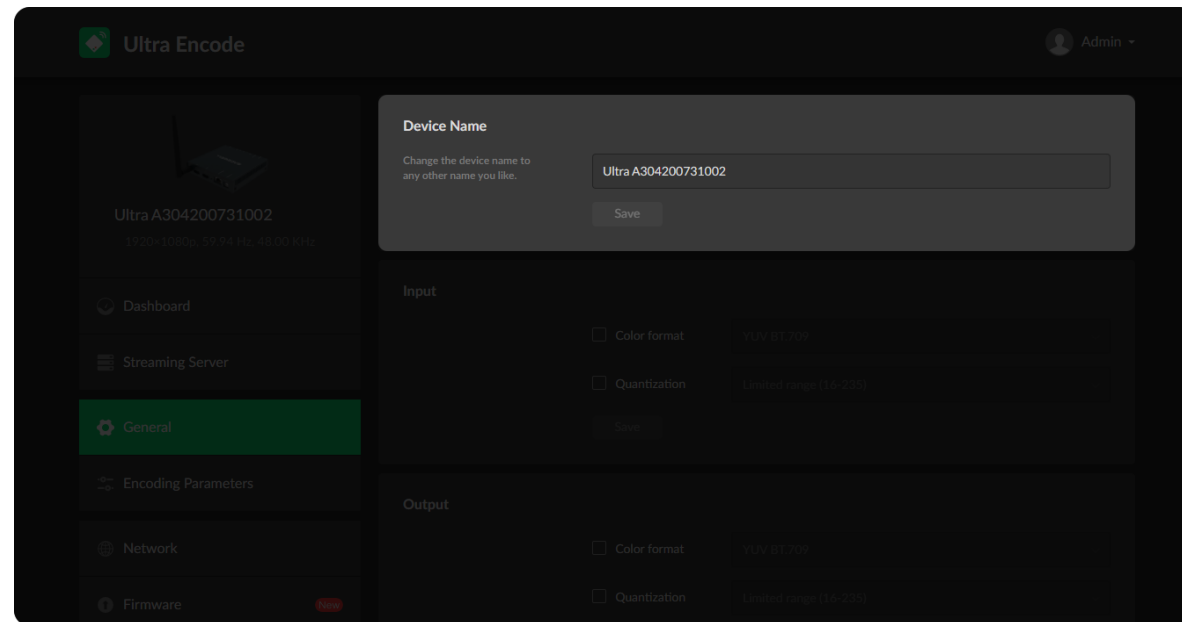 Ultra Encode
Admin
Ultra A304200731002
1920×1080p, 59.94 Hz, 48.00 KHz
Dashboard
Streaming Server
General
Encoding Parameters
Network
Firmware
New
Device Name
Change the device name to
any other name you like.
Ultra A304200731002
Save
Input
Color format
YUV BT.709
Quantization
Limited range (16-235)
Save
Output
Color format
YUV BT.709
Quantization
Limited range (16-235)